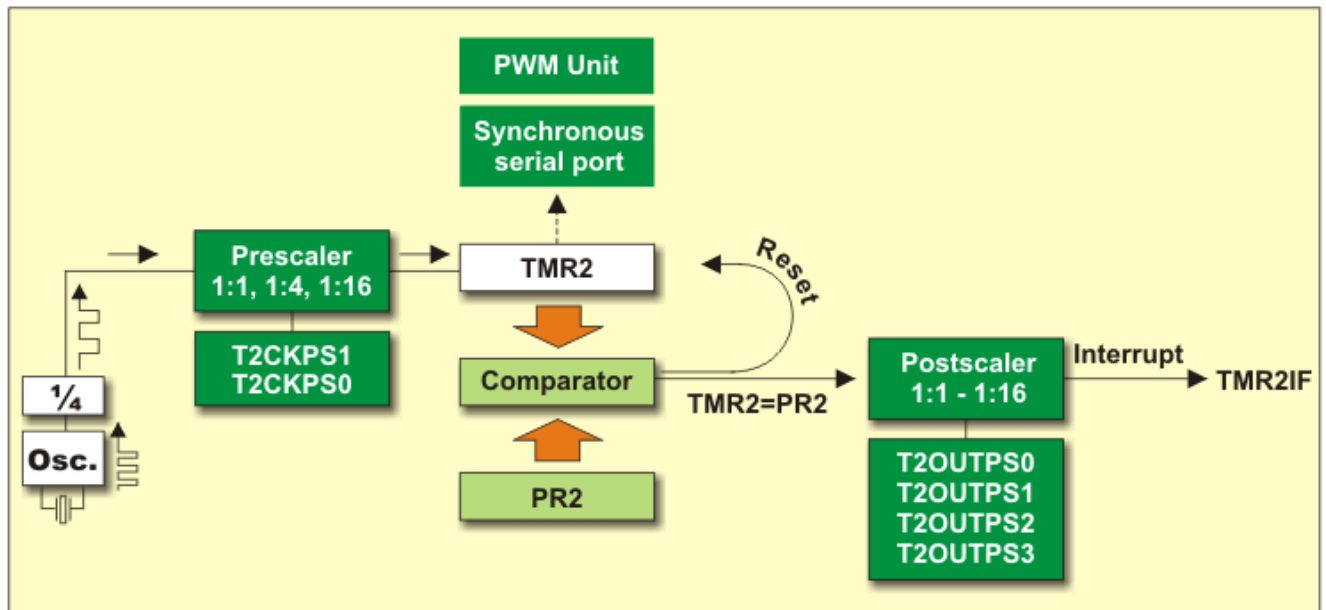 PWM Unit
Synchronous
serial port
Prescaler
1:1, 1:4, 1:16
TMR2
Reset
T2CKPS1
T2CKPS0
Comparator
TMR2=PR2
Postscaler
1:1 - 1:16
Interrupt
TMR2IF
¼
Osc.
PR2
T2OUTPS0
T2OUTPS1
T2OUTPS2
T2OUTPS3